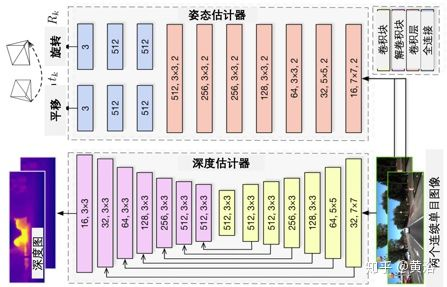 姿态估计器
旋转 R_k
3
512
512
平移 t_k
3
512
512
512, 3×3, 2
256, 3×3, 2
256, 3×3, 2
128, 3×3, 2
64, 3×3, 2
32, 5×5, 2
16, 7×7, 2
卷积块
解卷积块
卷积层
全连接
深度估计器
深度图
16, 3×3
32, 3×3
64, 3×3
128, 3×3
256, 3×3
512, 3×3
512, 3×3
512, 3×3
512, 3×3
512, 3×3
256, 3×3
128, 3×3
64, 5×5
32, 7×7
两个连续单目图像
知乎 @黄浴